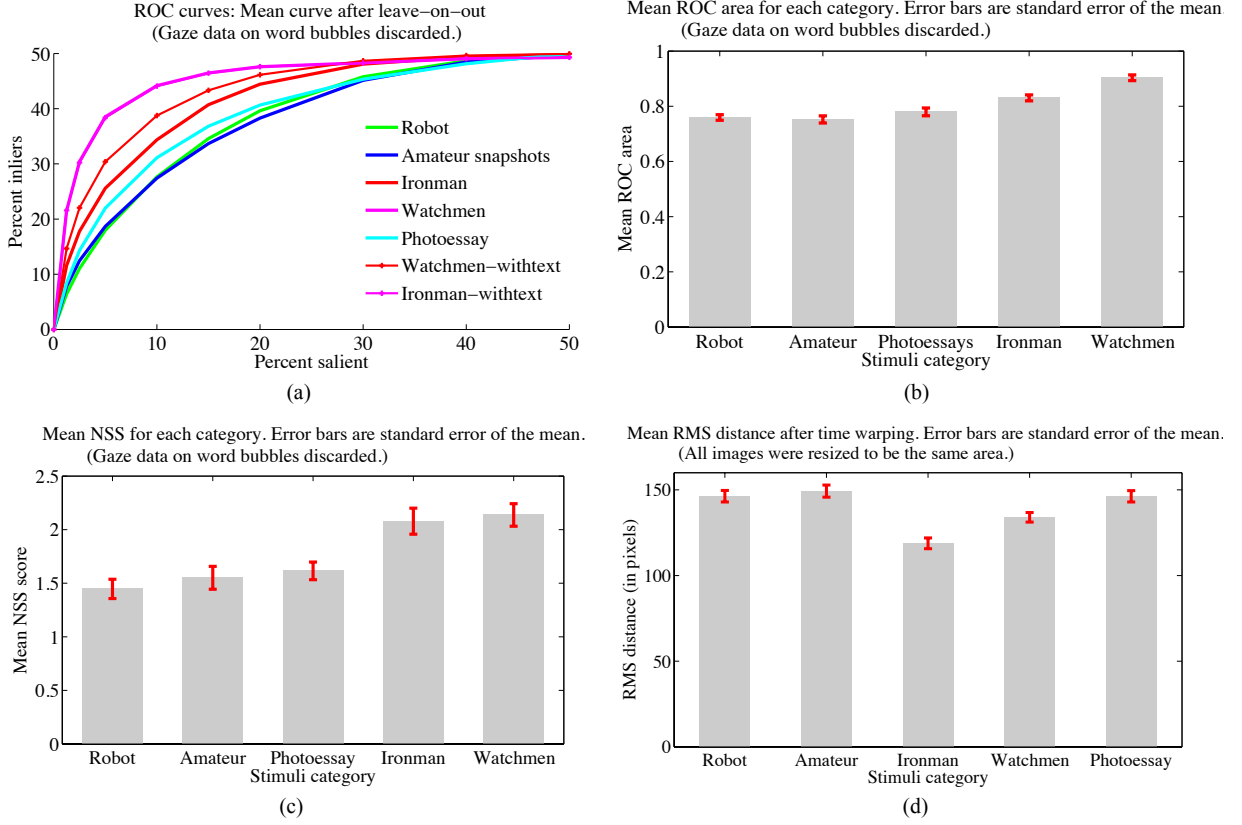 ROC curves: Mean curve after leave−on−out
(Gaze data on word bubbles discarded.)
Percent inliers
50
40
30
20
10
0
Robot
Amateur snapshots
Ironman
Watchmen
Photoessay
Watchmen−withtext
Ironman−withtext
0 10 20 30 40 50
Percent salient
(a)
Mean ROC area for each category. Error bars are standard error of the mean.
(Gaze data on word bubbles discarded.)
Mean ROC area
1
0.8
0.6
0.4
0.2
0
Robot Amateur Photoessays Ironman Watchmen
Stimuli category
(b)
Mean NSS for each category. Error bars are standard error of the mean.
(Gaze data on word bubbles discarded.)
Mean NSS score
2.5
2
1.5
1
0.5
0
Robot Amateur Photoessay Ironman Watchmen
Stimuli category
(c)
Mean RMS distance after time warping. Error bars are standard error of the mean.
(All images were resized to be the same area.)
RMS distance (in pixels)
150
100
50
0
Robot Amateur Ironman Watchmen Photoessay
Stimuli category
(d)